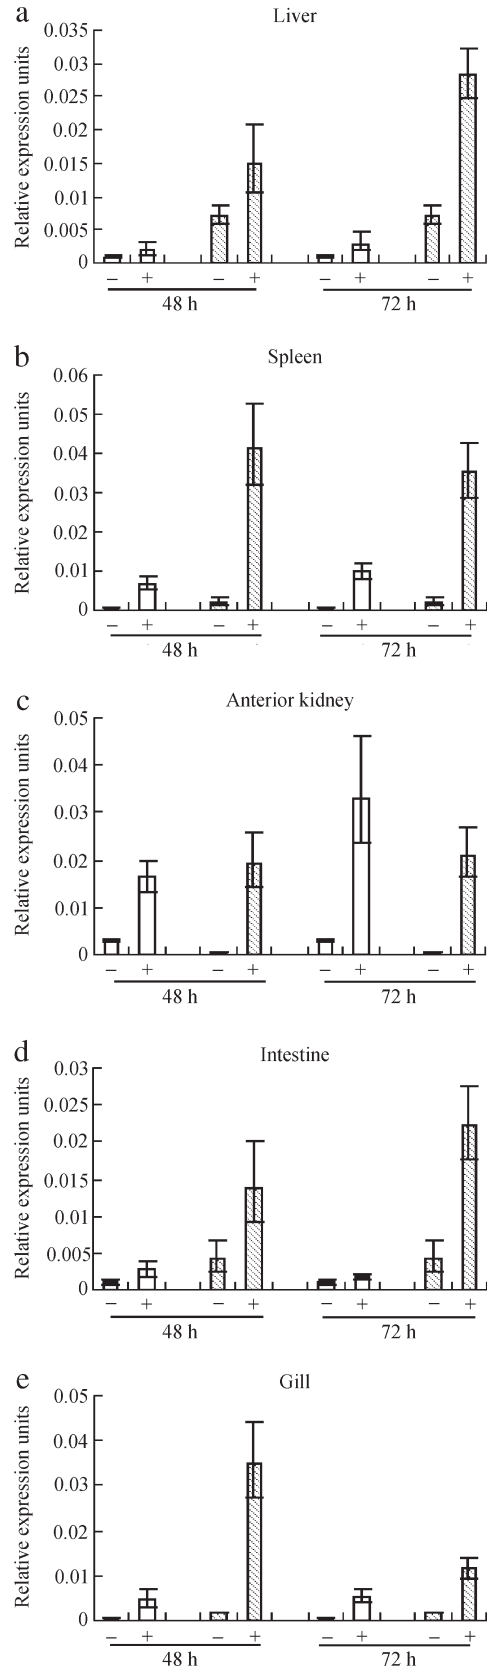 a
Liver
Relative expression units
0.035
0.03
0.025
0.02
0.015
0.01
0.005
0
– + – + – + – +
48 h 72 h
b
Spleen
Relative expression units
0.06
0.05
0.04
0.03
0.02
0.01
0
– + – + – + – +
48 h 72 h
c
Anterior kidney
Relative expression units
0.05
0.04
0.03
0.02
0.01
0
– + – + – + – +
48 h 72 h
d
Intestine
Relative expression units
0.03
0.025
0.02
0.015
0.01
0.005
0
– + – + – + – +
48 h 72 h
e
Gill
Relative expression units
0.05
0.04
0.03
0.02
0.01
0
– + – + – + – +
48 h 72 h